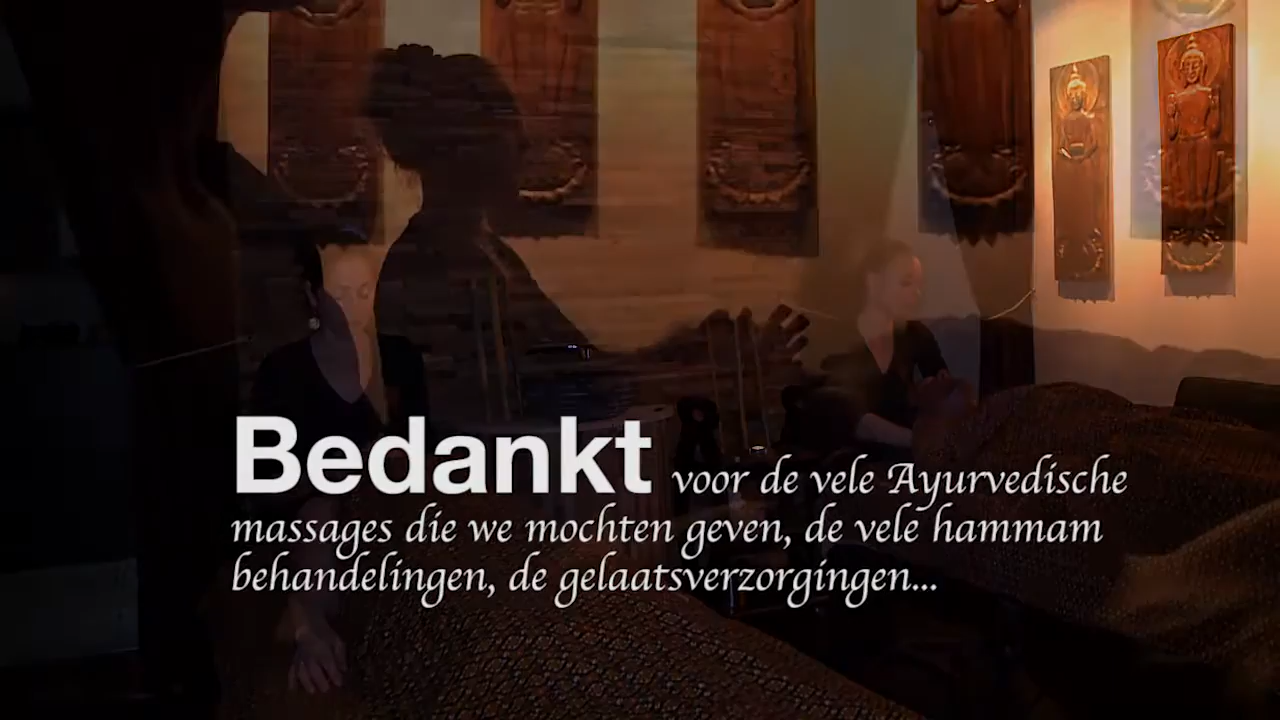 Bedankt voor de vele Ayurvedische
massages die we mochten geven, de vele hammam
behandelingen, de gelaatsverzorgingen...